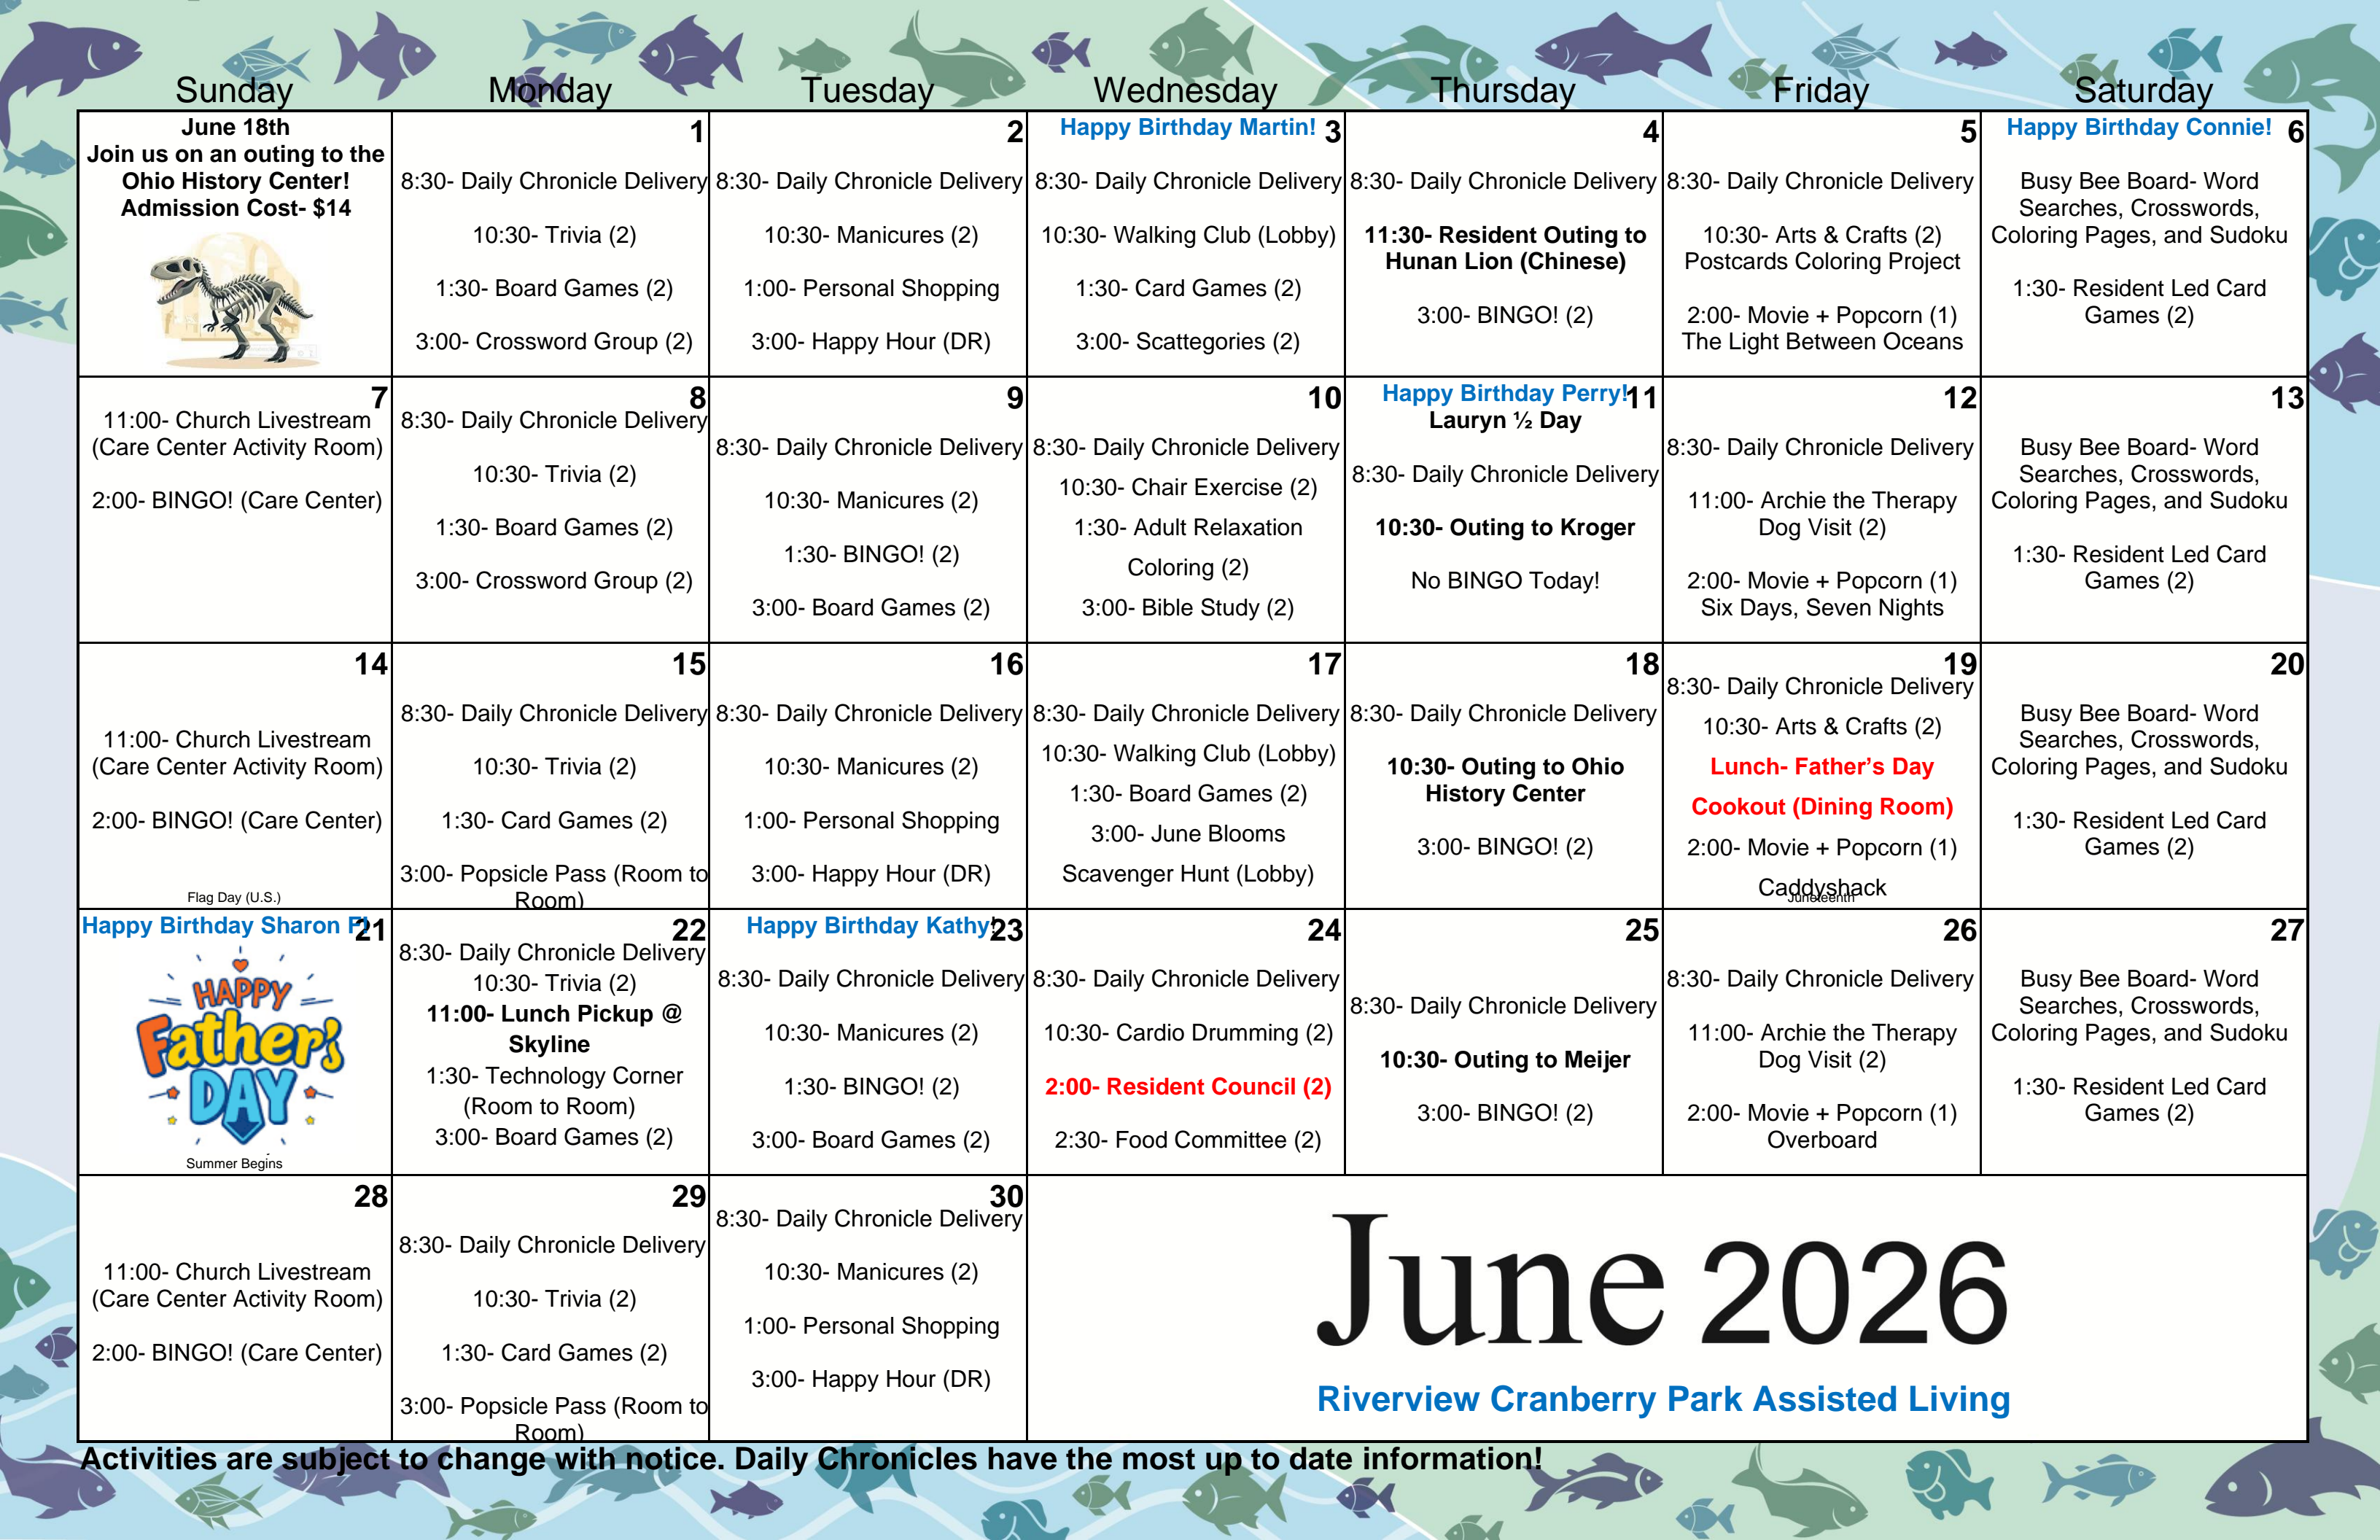 Sunday Monday Tuesday Wednesday Thursday Friday Saturday
June 18th
Join us on an outing to the
Ohio History Center!
Admission Cost- $14
1
8:30- Daily Chronicle Delivery
10:30- Trivia (2)
1:30- Board Games (2)
3:00- Crossword Group (2)
2
8:30- Daily Chronicle Delivery
10:30- Manicures (2)
1:00- Personal Shopping
3:00- Happy Hour (DR)
Happy Birthday Martin! 3
8:30- Daily Chronicle Delivery
10:30- Walking Club (Lobby)
1:30- Card Games (2)
3:00- Scattegories (2)
4
8:30- Daily Chronicle Delivery
11:30- Resident Outing to
Hunan Lion (Chinese)
3:00- BINGO! (2)
5
8:30- Daily Chronicle Delivery
10:30- Arts & Crafts (2)
Postcards Coloring Project
2:00- Movie + Popcorn (1)
The Light Between Oceans
Happy Birthday Connie! 6
Busy Bee Board- Word
Searches, Crosswords,
Coloring Pages, and Sudoku
1:30- Resident Led Card
Games (2)
7
11:00- Church Livestream
(Care Center Activity Room)
2:00- BINGO! (Care Center)
8
8:30- Daily Chronicle Delivery
10:30- Trivia (2)
1:30- Board Games (2)
3:00- Crossword Group (2)
9
8:30- Daily Chronicle Delivery
10:30- Manicures (2)
1:30- BINGO! (2)
3:00- Board Games (2)
10
8:30- Daily Chronicle Delivery
10:30- Chair Exercise (2)
1:30- Adult Relaxation
Coloring (2)
3:00- Bible Study (2)
Happy Birthday Perry! 11
Lauryn ½ Day
8:30- Daily Chronicle Delivery
10:30- Outing to Kroger
No BINGO Today!
12
8:30- Daily Chronicle Delivery
11:00- Archie the Therapy
Dog Visit (2)
2:00- Movie + Popcorn (1)
Six Days, Seven Nights
13
Busy Bee Board- Word
Searches, Crosswords,
Coloring Pages, and Sudoku
1:30- Resident Led Card
Games (2)
14
11:00- Church Livestream
(Care Center Activity Room)
2:00- BINGO! (Care Center)
Flag Day (U.S.)
15
8:30- Daily Chronicle Delivery
10:30- Trivia (2)
1:30- Card Games (2)
3:00- Popsicle Pass (Room to
Room)
16
8:30- Daily Chronicle Delivery
10:30- Manicures (2)
1:00- Personal Shopping
3:00- Happy Hour (DR)
17
8:30- Daily Chronicle Delivery
10:30- Walking Club (Lobby)
1:30- Board Games (2)
3:00- June Blooms
Scavenger Hunt (Lobby)
18
8:30- Daily Chronicle Delivery
10:30- Outing to Ohio
History Center
3:00- BINGO! (2)
19
8:30- Daily Chronicle Delivery
10:30- Arts & Crafts (2)
Lunch- Father’s Day
Cookout (Dining Room)
2:00- Movie + Popcorn (1)
Caddyshack
Juneteenth
20
Busy Bee Board- Word
Searches, Crosswords,
Coloring Pages, and Sudoku
1:30- Resident Led Card
Games (2)
Happy Birthday Sharon F! 21
HAPPY
Father's
DAY
Summer Begins
22
8:30- Daily Chronicle Delivery
10:30- Trivia (2)
11:00- Lunch Pickup @
Skyline
1:30- Technology Corner
(Room to Room)
3:00- Board Games (2)
Happy Birthday Kathy! 23
8:30- Daily Chronicle Delivery
10:30- Manicures (2)
1:30- BINGO! (2)
3:00- Board Games (2)
24
8:30- Daily Chronicle Delivery
10:30- Cardio Drumming (2)
2:00- Resident Council (2)
2:30- Food Committee (2)
25
8:30- Daily Chronicle Delivery
10:30- Outing to Meijer
3:00- BINGO! (2)
26
8:30- Daily Chronicle Delivery
11:00- Archie the Therapy
Dog Visit (2)
2:00- Movie + Popcorn (1)
Overboard
27
Busy Bee Board- Word
Searches, Crosswords,
Coloring Pages, and Sudoku
1:30- Resident Led Card
Games (2)
28
11:00- Church Livestream
(Care Center Activity Room)
2:00- BINGO! (Care Center)
29
8:30- Daily Chronicle Delivery
10:30- Trivia (2)
1:30- Card Games (2)
3:00- Popsicle Pass (Room to
Room)
30
8:30- Daily Chronicle Delivery
10:30- Manicures (2)
1:00- Personal Shopping
3:00- Happy Hour (DR)
June 2026
Riverview Cranberry Park Assisted Living
Activities are subject to change with notice. Daily Chronicles have the most up to date information!